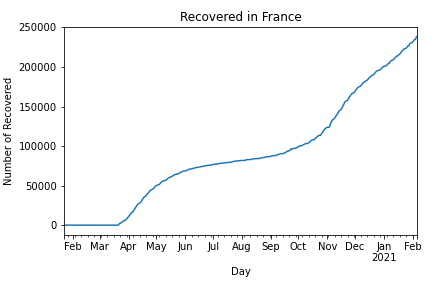 Recovered in France
250000
200000
150000
100000
50000
0
Number of Recovered
Feb Mar Apr May Jun Jul Aug Sep Oct Nov Dec Jan Feb
2021
Day